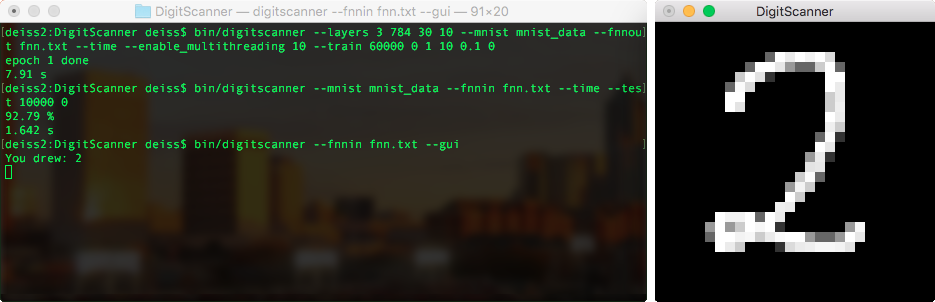 DigitScanner — digitscanner --fnnin fnn.txt --gui — 91×20
[deiss2:DigitScanner deiss$ bin/digitscanner --layers 3 784 30 10 --mnist mnist_data --fnnou]
t fnn.txt --time --enable_multithreading 10 --train 60000 0 1 10 0.1 0
epoch 1 done
7.91 s
[deiss2:DigitScanner deiss$ bin/digitscanner --mnist mnist_data --fnnin fnn.txt --time --tes]
t 10000 0
92.79 %
1.642 s
[deiss2:DigitScanner deiss$ bin/digitscanner --fnnin fnn.txt --gui ]
You drew: 2
DigitScanner
2